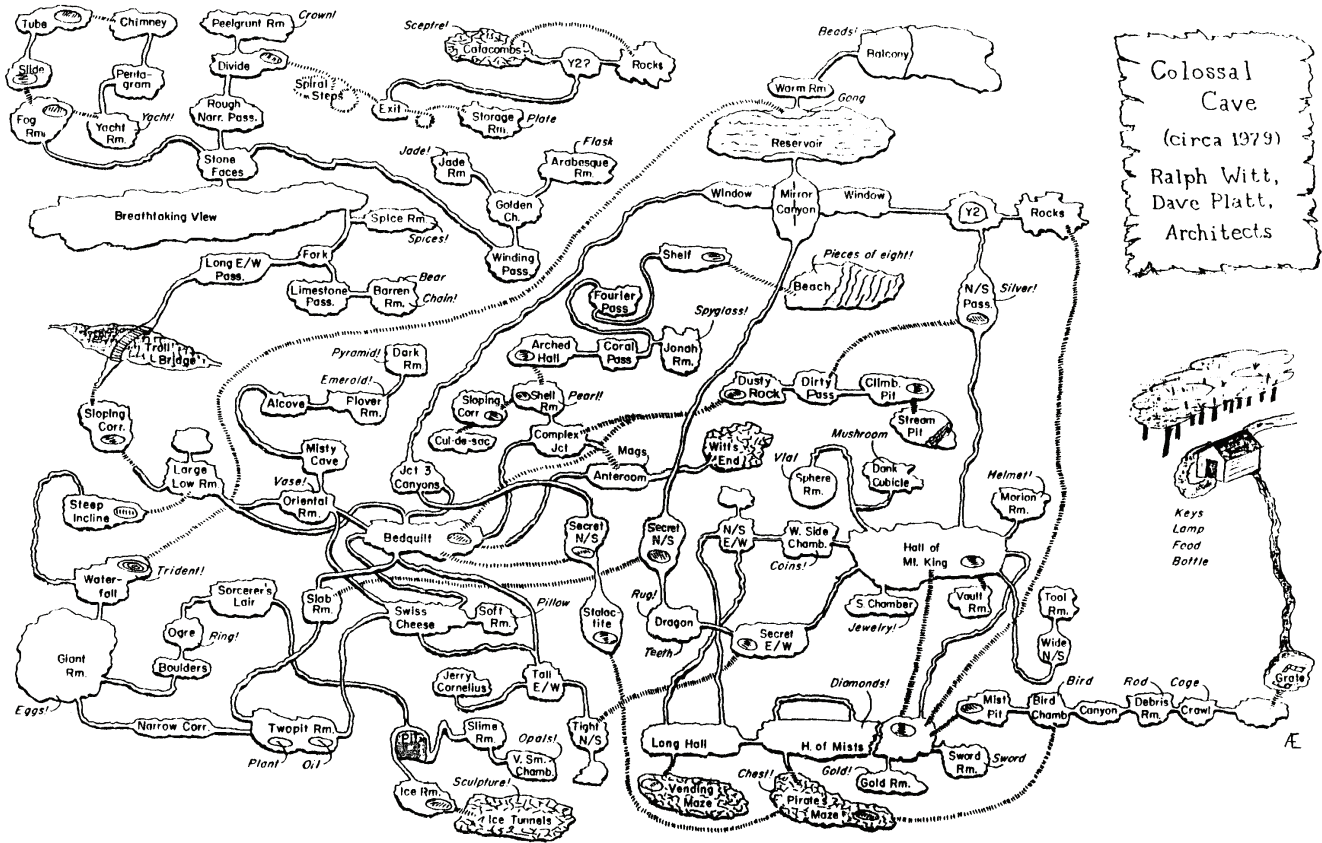 Tube
Chimney
Peelgrunt Rm
Crown!
Sceptre!
Catacombs
Y2?
Rocks
Beads!
Balcony
Colossal
Cave
(circa 1979)
Ralph Witt,
Dave Platt,
Architects
Slide
Penta-
gram
Divide
Spiral
Steps
Exit
Storage
Rm.
Plate
Warm Rm
Gong
Fog
Rm.
Yacht
Rm.
Yacht!
Rough
Narr. Pass.
Stone
Faces
Jade!
Jade
Rm
Flask
Arabesque
Rm.
Reservoir
Breathtaking View
Spice Rm.
Spices!
Golden
Ch.
Window
Mirror
Canyon
Window
Y2
Rocks
Long E/W
Pass.
Fork
Winding
Pass.
Shelf
Pieces of eight!
Beach
Limestone
Pass.
Barren
Rm.
Bear
Chain!
Fourier
Pass
Spyglass!
N/S
Pass.
Silver!
Troll
Bridge
Pyramid!
Dark
Rm
Arched
Hall
Coral
Pass
Jonah
Rm.
Emerald!
Alcove
Plover
Rm.
Sloping
Corr.
Shell
Rm
Pearl!
Dusty
Rock
Dirty
Pass
Climb.
Pit
Stream
Pit
Sloping
Corr.
Cul-de-sac
Complex
Jct
Mags
Witt's
End
Mushroom
Misty
Cave
Large
Low Rm
Vase!
Oriental
Rm.
Jct 3
Canyons
Anteroom
Vial
Sphere
Rm.
Dank
Cubicle
Helmet!
Morion
Rm.
Keys
Lamp
Food
Bottle
Steep
Incline
Bedquilt
Secret
N/S
Secret
N/S
N/S
E/W
W. Side
Chamb.
Coins!
Hall of
Mt. King
Water-
fall
Trident!
Sorcerer's
Lair
Slab
Rm.
Swiss
Cheese
Soft
Rm.
Pillow
Stalac
tite
Rug!
Dragon
Teeth
Secret
E/W
S. Chamber
Jewelry!
Vault
Rm.
Tool
Rm.
Wide
N/S
Ogre
Ring!
Boulders
Giant
Rm.
Eggs!
Jerry
Cornelius
Tall
E/W
Diamonds!
Mist
Pit
Bird
Bird
Chamb
Canyon
Rod
Debris
Rm.
Cage
Crawl
Grate
Narrow Corr.
Twopit Rm.
Plant
Oil
Pit
Slime
Rm.
Opals!
V. Sm.
Chamb.
Tight
N/S
Long Hall
H. of Mists
Sword
Rm.
Sword
Gold!
Gold Rm.
Æ
Ice Rm.
Sculpture!
Ice Tunnels
Vending
Maze
Chest!
Pirate's
Maze